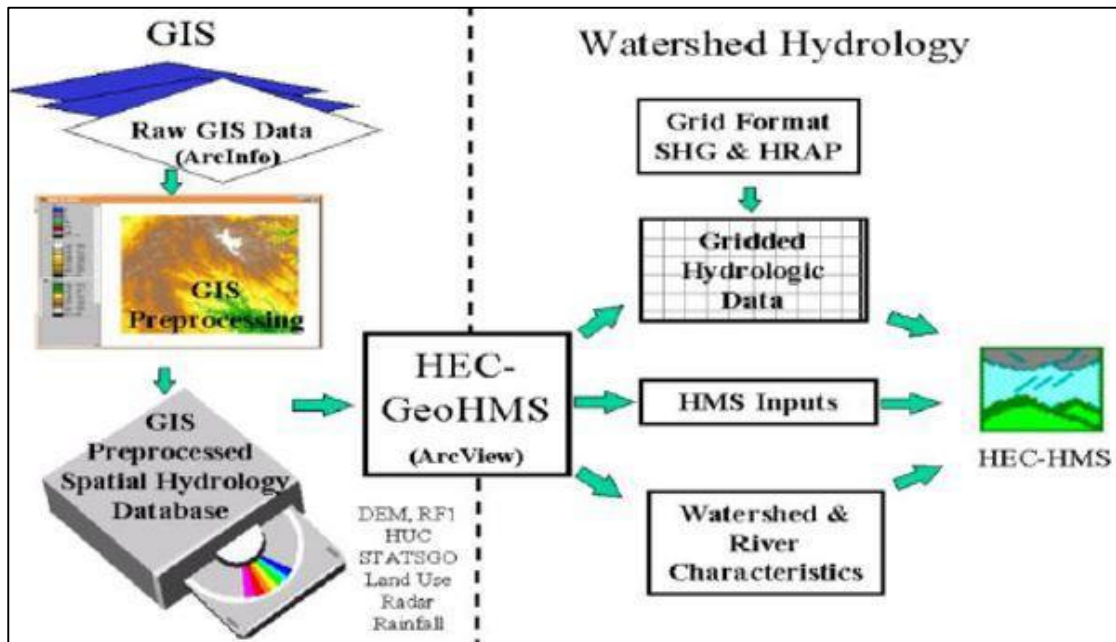 GIS
Raw GIS Data
(ArcInfo)
GIS
Preprocessing
GIS
Preprocessed
Spatial Hydrology
Database
DEM, RF1
HUC
STATSGO
Land Use
Radar
Rainfall
HEC-
GeoHMS
(ArcView)
Watershed Hydrology
Grid Format
SHG & HRAP
Gridded
Hydrologic
Data
HMS Inputs
Watershed &
River
Characteristics
HEC-HMS